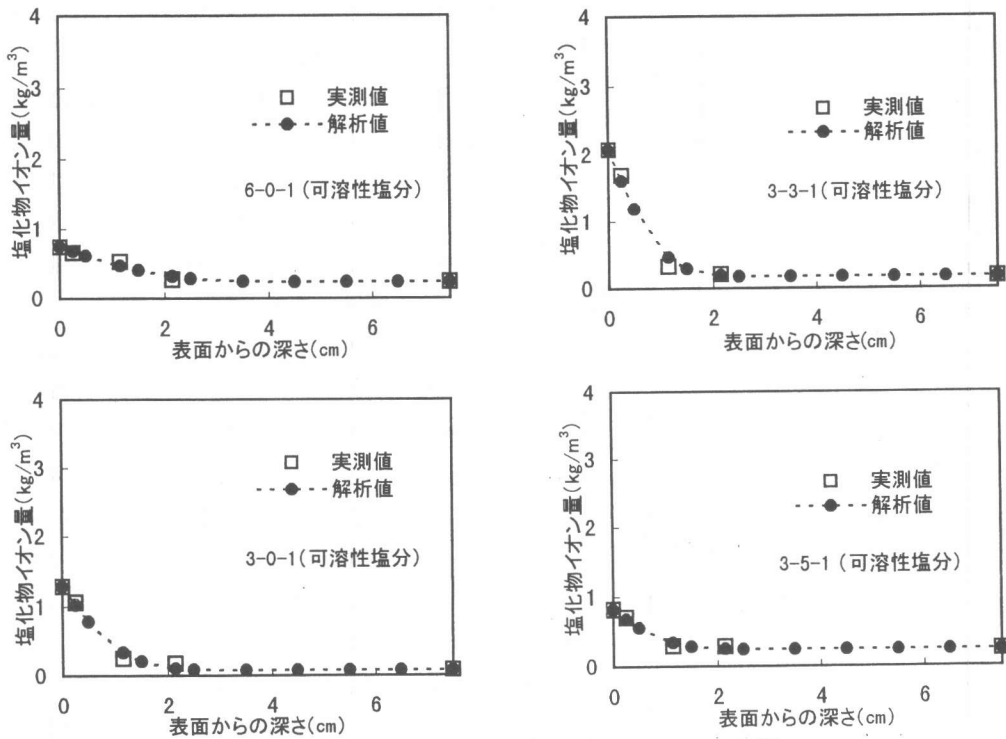 4
3
2
1
0
塩化物イオン量(kg/m³)
実測値
解析値
6-0-1 (可溶性塩分)
0 2 4 6
表面からの深さ(cm)
4
3
2
1
0
塩化物イオン量(kg/m³)
実測値
解析値
3-3-1 (可溶性塩分)
0 2 4 6
表面からの深さ(cm)
4
3
2
1
0
塩化物イオン量(kg/m³)
実測値
解析値
3-0-1 (可溶性塩分)
0 2 4 6
表面からの深さ(cm)
4
3
2
1
0
塩化物イオン量(kg/m³)
実測値
解析値
3-5-1 (可溶性塩分)
0 2 4 6
表面からの深さ(cm)